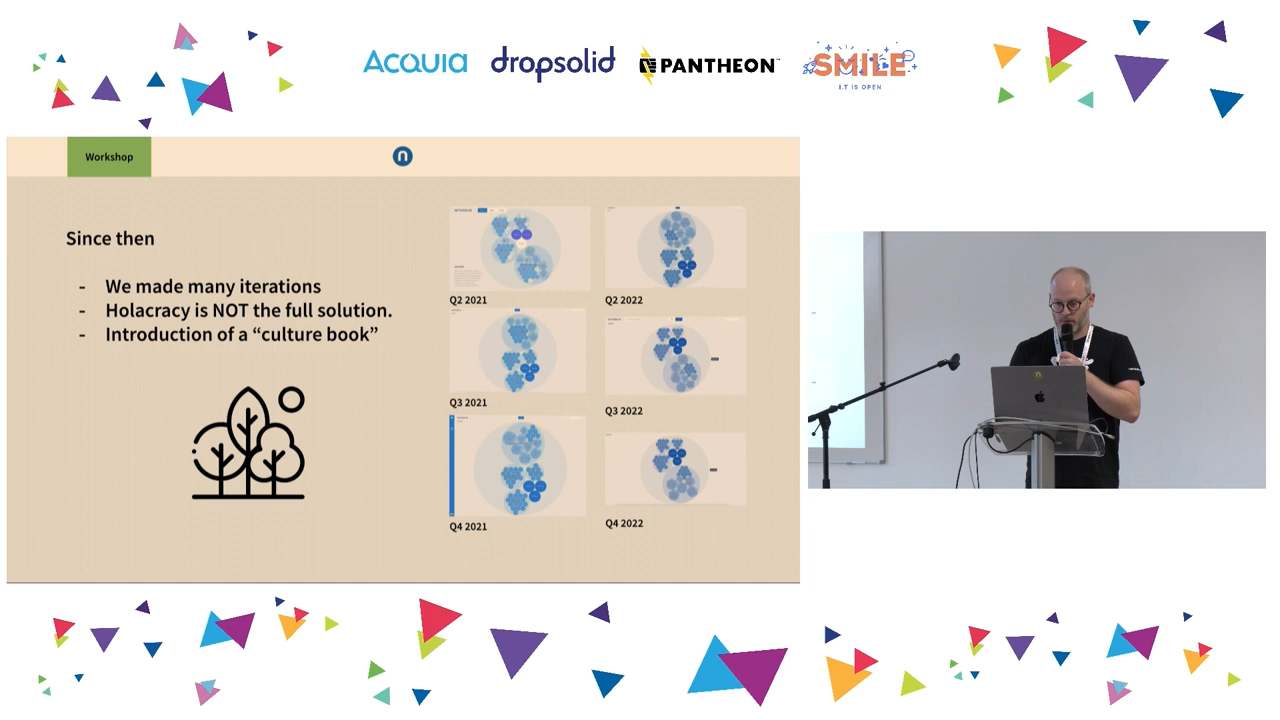 ACQUIA
dropsolid
PANTHEON
SMILE
I.T IS OPEN
Workshop
n
Since then
- We made many iterations
- Holacracy is NOT the full solution.
- Introduction of a “culture book”
Q2 2021
Q2 2022
Q3 2021
Q3 2022
Q4 2021
Q4 2022